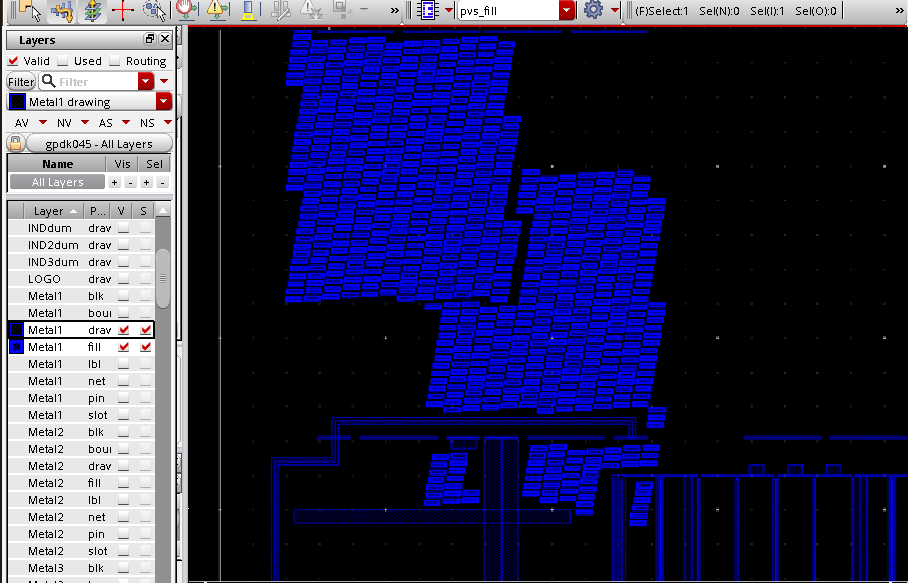 pvs_fill
(F)Select:1 Sel(N):0 Sel(I):1 Sel(O):0
»
»
Layers
Valid Used Routing
Filter Filter
Metal1 drawing
AV NV AS NS
gpdk045 - All Layers
Name Vis Sel
All Layers + - + -
Layer P... V S
INDdum drav
IND2dum drav
IND3dum drav
LOGO drav
Metal1 blk
Metal1 bour
Metal1 drav
Metal1 fill
Metal1 lbl
Metal1 net
Metal1 pin
Metal1 slot
Metal2 blk
Metal2 bour
Metal2 drav
Metal2 fill
Metal2 lbl
Metal2 net
Metal2 pin
Metal2 slot
Metal3 blk